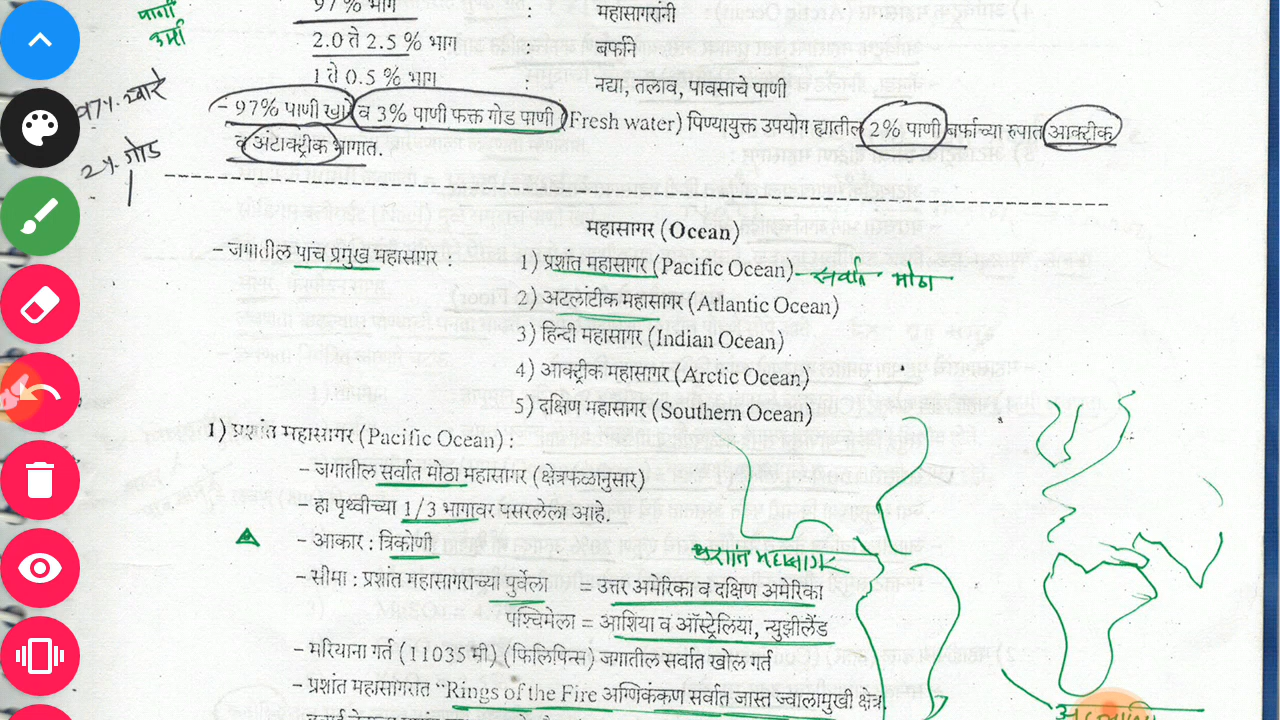 पाणी
97 % भाग : महासागरांनी
उर्मी
2.0 ते 2.5 % भाग : बर्फाने
1 ते 0.5 % भाग : नद्या, तलाव, पावसाचे पाणी
97% खारे
– 97% पाणी खारे व 3% पाणी फक्त गोड पाणी (Fresh water) पिण्यायुक्त उपयोग ह्यातील 2% पाणी बर्फाच्या रुपात आर्क्टीक
व अंटार्क्टीक भागात.
2% गोड
महासागर (Ocean)
– जगातील पांच प्रमुख महासागर : 1) प्रशांत महासागर (Pacific Ocean) – सर्वात मोठा
2) अटलांटीक महासागर (Atlantic Ocean)
3) हिन्दी महासागर (Indian Ocean)
4) आर्क्टीक महासागर (Arctic Ocean)
5) दक्षिण महासागर (Southern Ocean)
1) प्रशांत महासागर (Pacific Ocean) :
– जगातील सर्वात मोठा महासागर (क्षेत्रफळानुसार)
– हा पृथ्वीच्या 1/3 भागावर पसरलेला आहे.
– आकार : त्रिकोणी
प्रशांत महासागर
– सीमा : प्रशांत महासागराच्या पुर्वेला = उत्तर अमेरिका व दक्षिण अमेरिका
पश्चिमेला = आशिया व ऑस्ट्रेलिया, न्युझीलैंड
– मरियाना गर्त (11035 मी) (फिलिपिन्स) जगातील सर्वात खोल गर्त
– प्रशांत महासागरात "Rings of the Fire अग्निकंकण सर्वात जास्त ज्वालामुखी क्षेत्र.